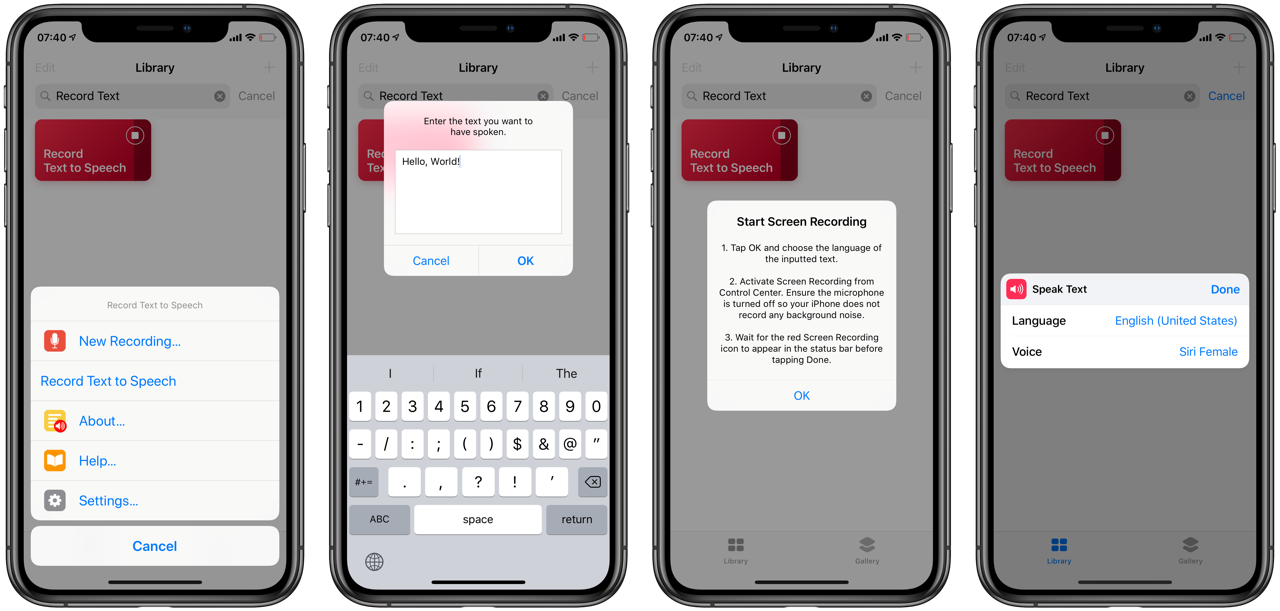 07:40
Edit
Library
Record Text
Cancel
Record
Text to Speech
Record Text to Speech
New Recording...
Record Text to Speech
About...
Help...
Settings...
Cancel
07:40
Edit
Library
Record Text
Cancel
Rec
Tex
Enter the text you want to
have spoken.
Hello, World!
Cancel
OK
I
If
The
1 2 3 4 5 6 7 8 9 0
- / : ; ( ) $ & @ "
#+= . , ? ! ’
ABC
space
return
07:40
Edit
Library
Record Text
Cancel
Record
Text to Speech
Start Screen Recording
1. Tap OK and choose the language of
the inputted text.
2. Activate Screen Recording from
Control Center. Ensure the microphone
is turned off so your iPhone does not
record any background noise.
3. Wait for the red Screen Recording
icon to appear in the status bar before
tapping Done.
OK
Library
Gallery
07:40
Edit
Library
Record Text
Cancel
Record
Text to Speech
Speak Text
Done
Language
English (United States)
Voice
Siri Female
Library
Gallery